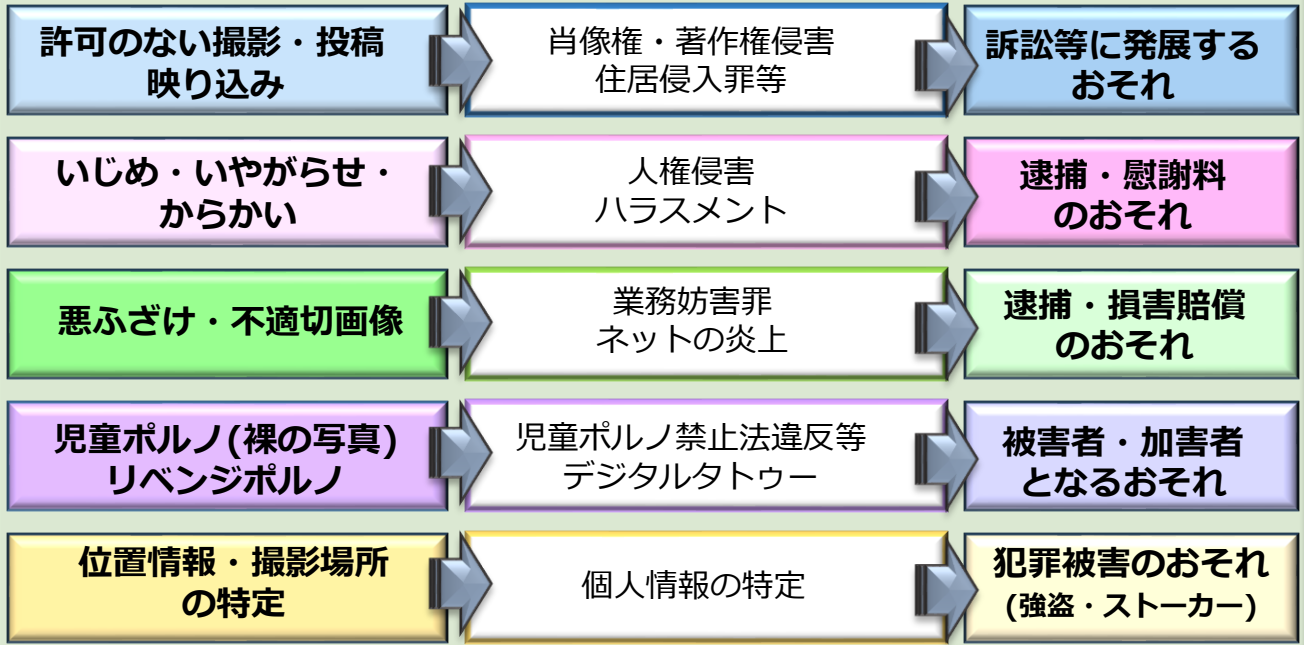 許可のない撮影・投稿
映り込み
肖像権・著作権侵害
住居侵入罪等
訴訟等に発展する
おそれ
いじめ・いやがらせ・
からかい
人権侵害
ハラスメント
逮捕・慰謝料
のおそれ
悪ふざけ・不適切画像
業務妨害罪
ネットの炎上
逮捕・損害賠償
のおそれ
児童ポルノ(裸の写真)
リベンジポルノ
児童ポルノ禁止法違反等
デジタルタトゥー
被害者・加害者
となるおそれ
位置情報・撮影場所
の特定
個人情報の特定
犯罪被害のおそれ
(強盗・ストーカー)